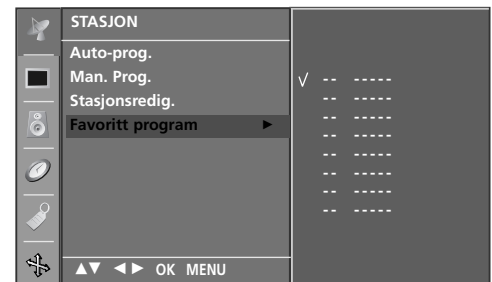 STASJON
Auto-prog.
Man. Prog.
Stasjonsredig.
Favoritt program ►
√ -- -----
-- -----
-- -----
-- -----
-- -----
-- -----
-- -----
-- -----
▲▼ ◄► OK MENU